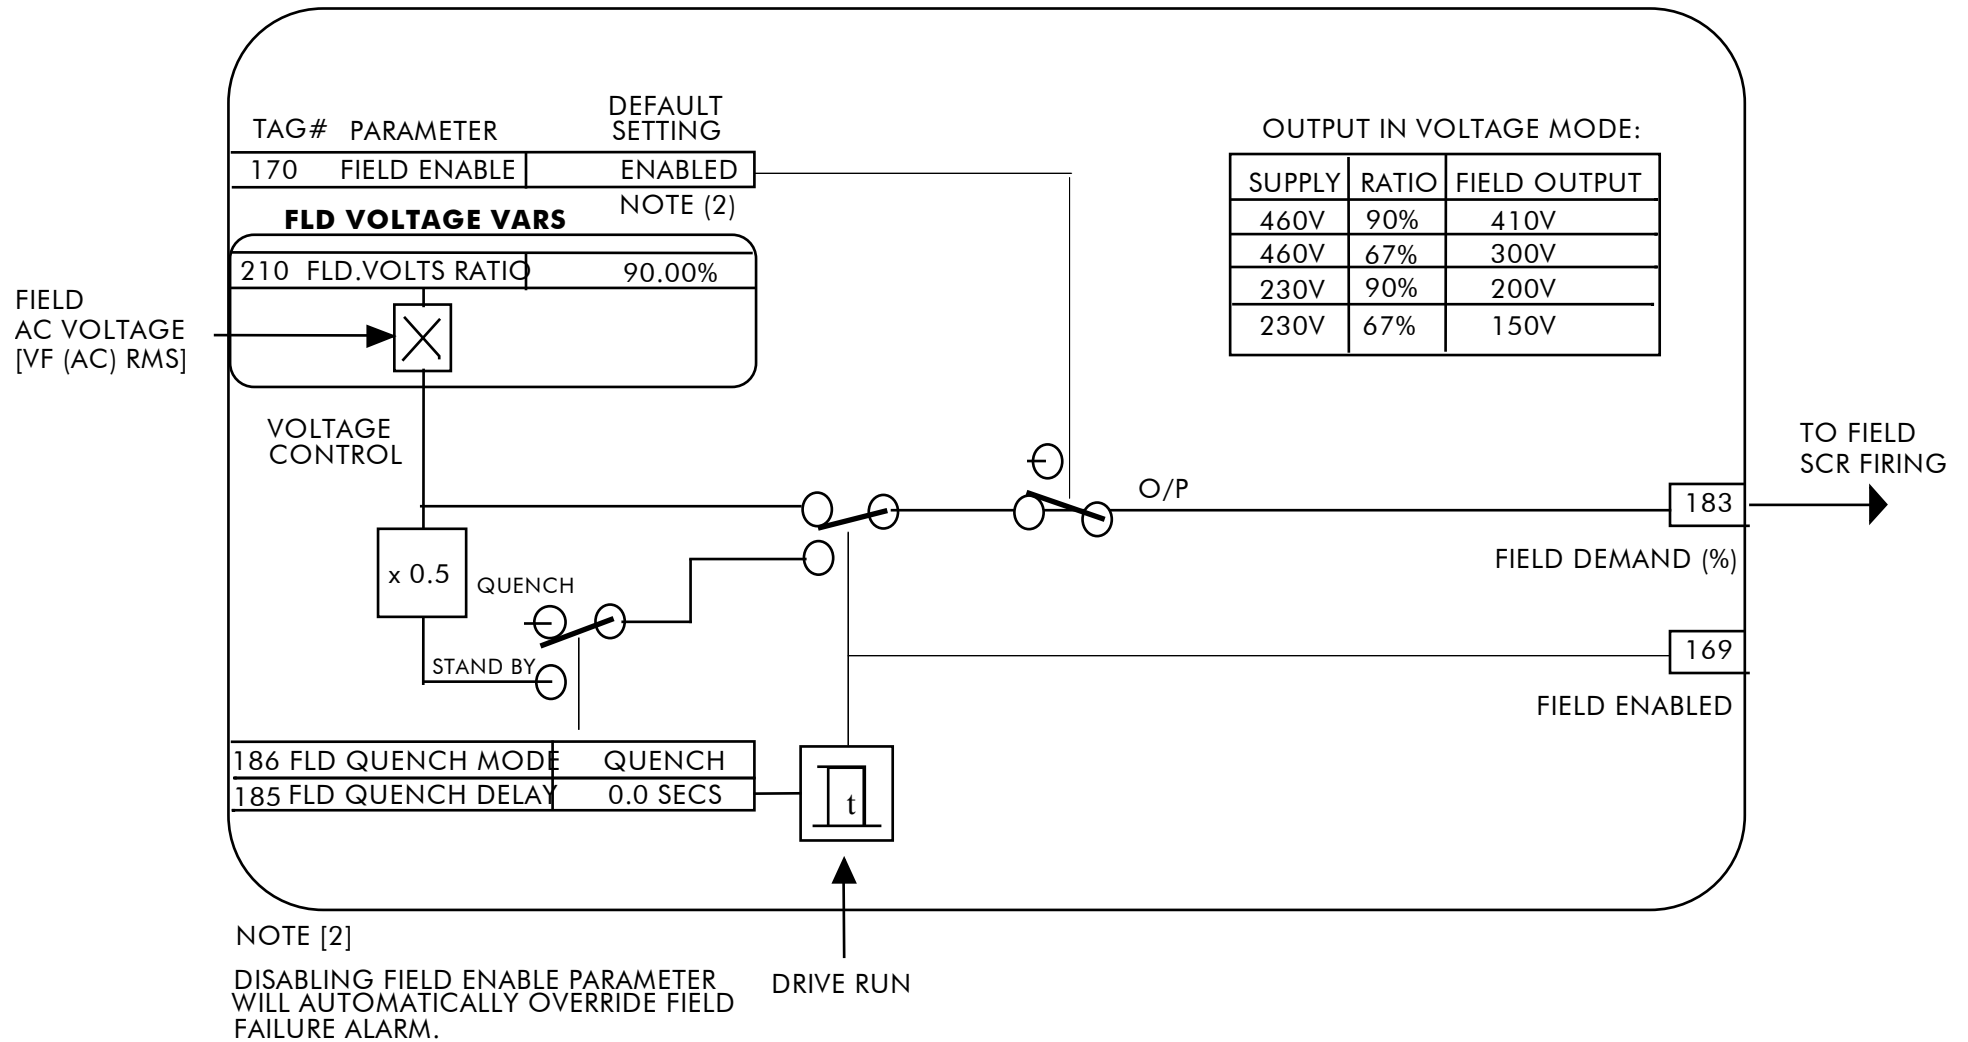 TAG# PARAMETER DEFAULT SETTING
170 FIELD ENABLE ENABLED
NOTE (2)
FLD VOLTAGE VARS
210 FLD.VOLTS RATIO 90.00%
FIELD
AC VOLTAGE
[VF (AC) RMS]
VOLTAGE
CONTROL
OUTPUT IN VOLTAGE MODE:
SUPPLY RATIO FIELD OUTPUT
460V 90% 410V
460V 67% 300V
230V 90% 200V
230V 67% 150V
O/P
183
TO FIELD
SCR FIRING
FIELD DEMAND (%)
x 0.5
QUENCH
STAND BY
169
FIELD ENABLED
186 FLD QUENCH MODE QUENCH
185 FLD QUENCH DELAY 0.0 SECS
t
DRIVE RUN
NOTE [2]
DISABLING FIELD ENABLE PARAMETER
WILL AUTOMATICALLY OVERRIDE FIELD
FAILURE ALARM.